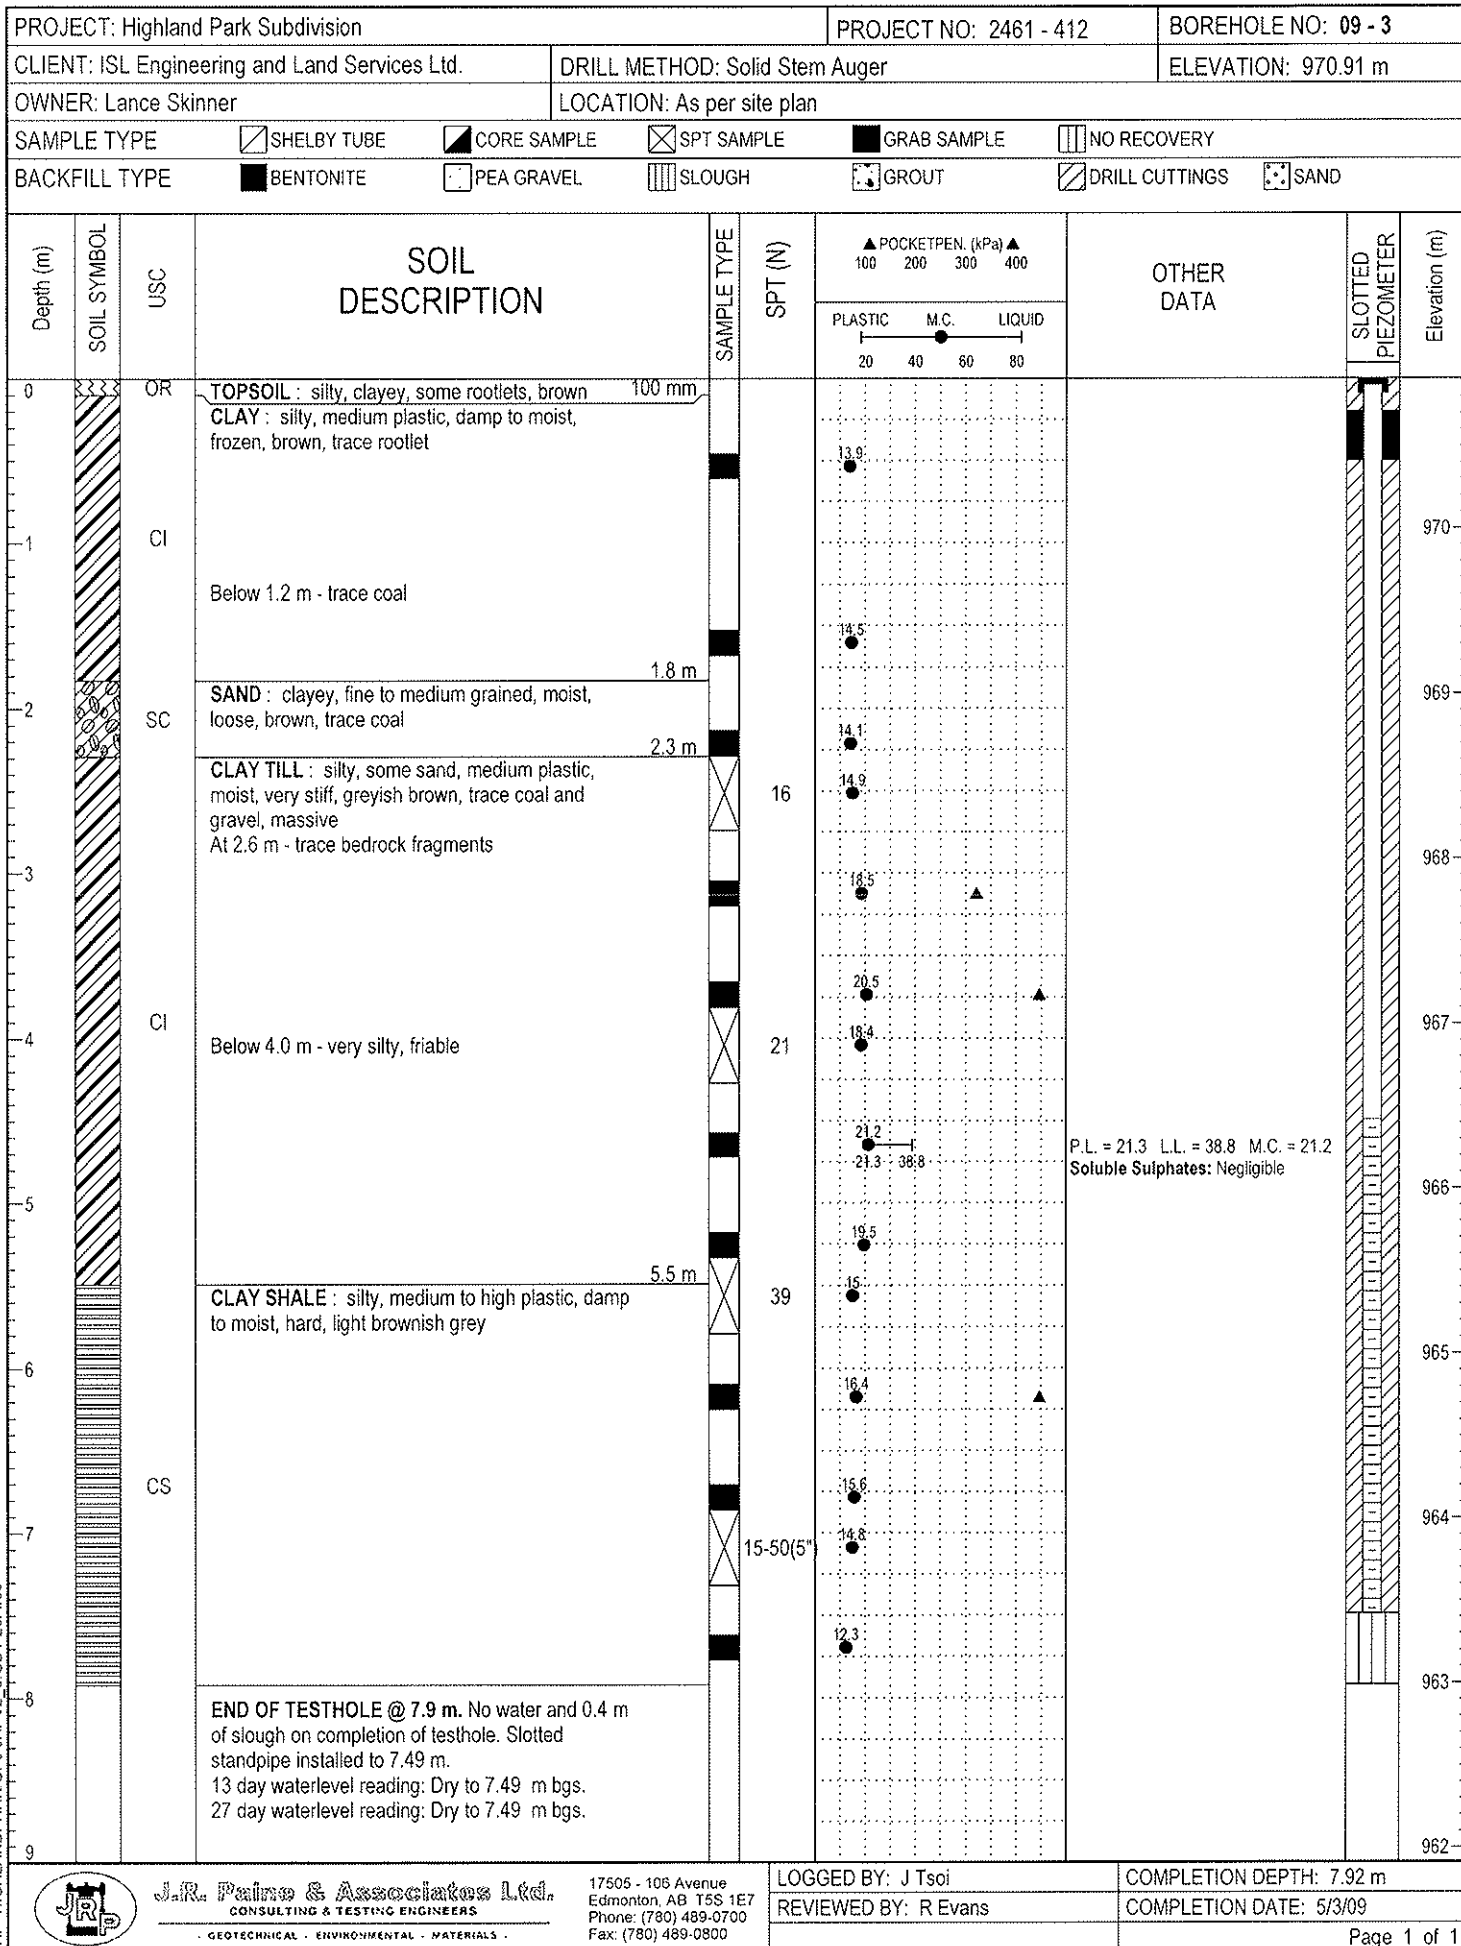 PROJECT: Highland Park Subdivision
PROJECT NO: 2461 - 412
BOREHOLE NO: 09 - 3
CLIENT: ISL Engineering and Land Services Ltd.
DRILL METHOD: Solid Stem Auger
ELEVATION: 970.91 m
OWNER: Lance Skinner
LOCATION: As per site plan
SAMPLE TYPE SHELBY TUBE CORE SAMPLE SPT SAMPLE GRAB SAMPLE NO RECOVERY
BACKFILL TYPE BENTONITE PEA GRAVEL SLOUGH GROUT DRILL CUTTINGS SAND
Depth (m)
SOIL SYMBOL
USC
SOIL
DESCRIPTION
SAMPLE TYPE
SPT (N)
▲ POCKETPEN. (kPa) ▲
100 200 300 400
PLASTIC M.C. LIQUID
20 40 60 80
OTHER
DATA
SLOTTED
PIEZOMETER
Elevation (m)
0
OR
TOPSOIL : silty, clayey, some rootlets, brown 100 mm
CLAY : silty, medium plastic, damp to moist,
frozen, brown, trace rootlet
13.9
970
1
CI
Below 1.2 m - trace coal
14.5
1.8 m
SAND : clayey, fine to medium grained, moist,
loose, brown, trace coal
969
2
SC
14.1
2.3 m
CLAY TILL : silty, some sand, medium plastic,
moist, very stiff, greyish brown, trace coal and
gravel, massive
At 2.6 m - trace bedrock fragments
16
14.9
968
3
18.5
20.5
CI
967
4
Below 4.0 m - very silty, friable
21
18.4
21.2
21.3 38.8
P.L. = 21.3 L.L. = 38.8 M.C. = 21.2
Soluble Sulphates: Negligible
966
5
19.5
5.5 m
CLAY SHALE : silty, medium to high plastic, damp
to moist, hard, light brownish grey
39
15
965
6
16.4
CS
15.6
964
7
15-50(5")
14.8
12.3
963
8
END OF TESTHOLE @ 7.9 m. No water and 0.4 m
of slough on completion of testhole. Slotted
standpipe installed to 7.49 m.
13 day waterlevel reading: Dry to 7.49 m bgs.
27 day waterlevel reading: Dry to 7.49 m bgs.
962
9
JRP
J.R. Paine & Associates Ltd.
CONSULTING & TESTING ENGINEERS
- GEOTECHNICAL - ENVIRONMENTAL - MATERIALS -
17505 - 106 Avenue
Edmonton, AB T5S 1E7
Phone: (780) 489-0700
Fax: (780) 489-0800
LOGGED BY: J Tsoi
REVIEWED BY: R Evans
COMPLETION DEPTH: 7.92 m
COMPLETION DATE: 5/3/09
Page 1 of 1